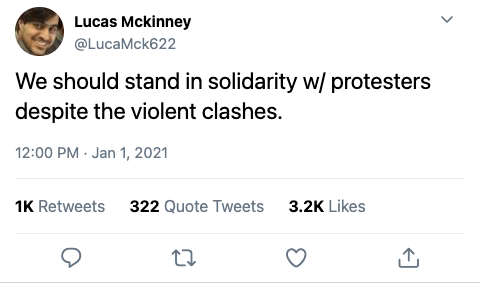 Lucas Mckinney
@LucaMck622
We should stand in solidarity w/ protesters
despite the violent clashes.
12:00 PM · Jan 1, 2021
1K Retweets 322 Quote Tweets 3.2K Likes